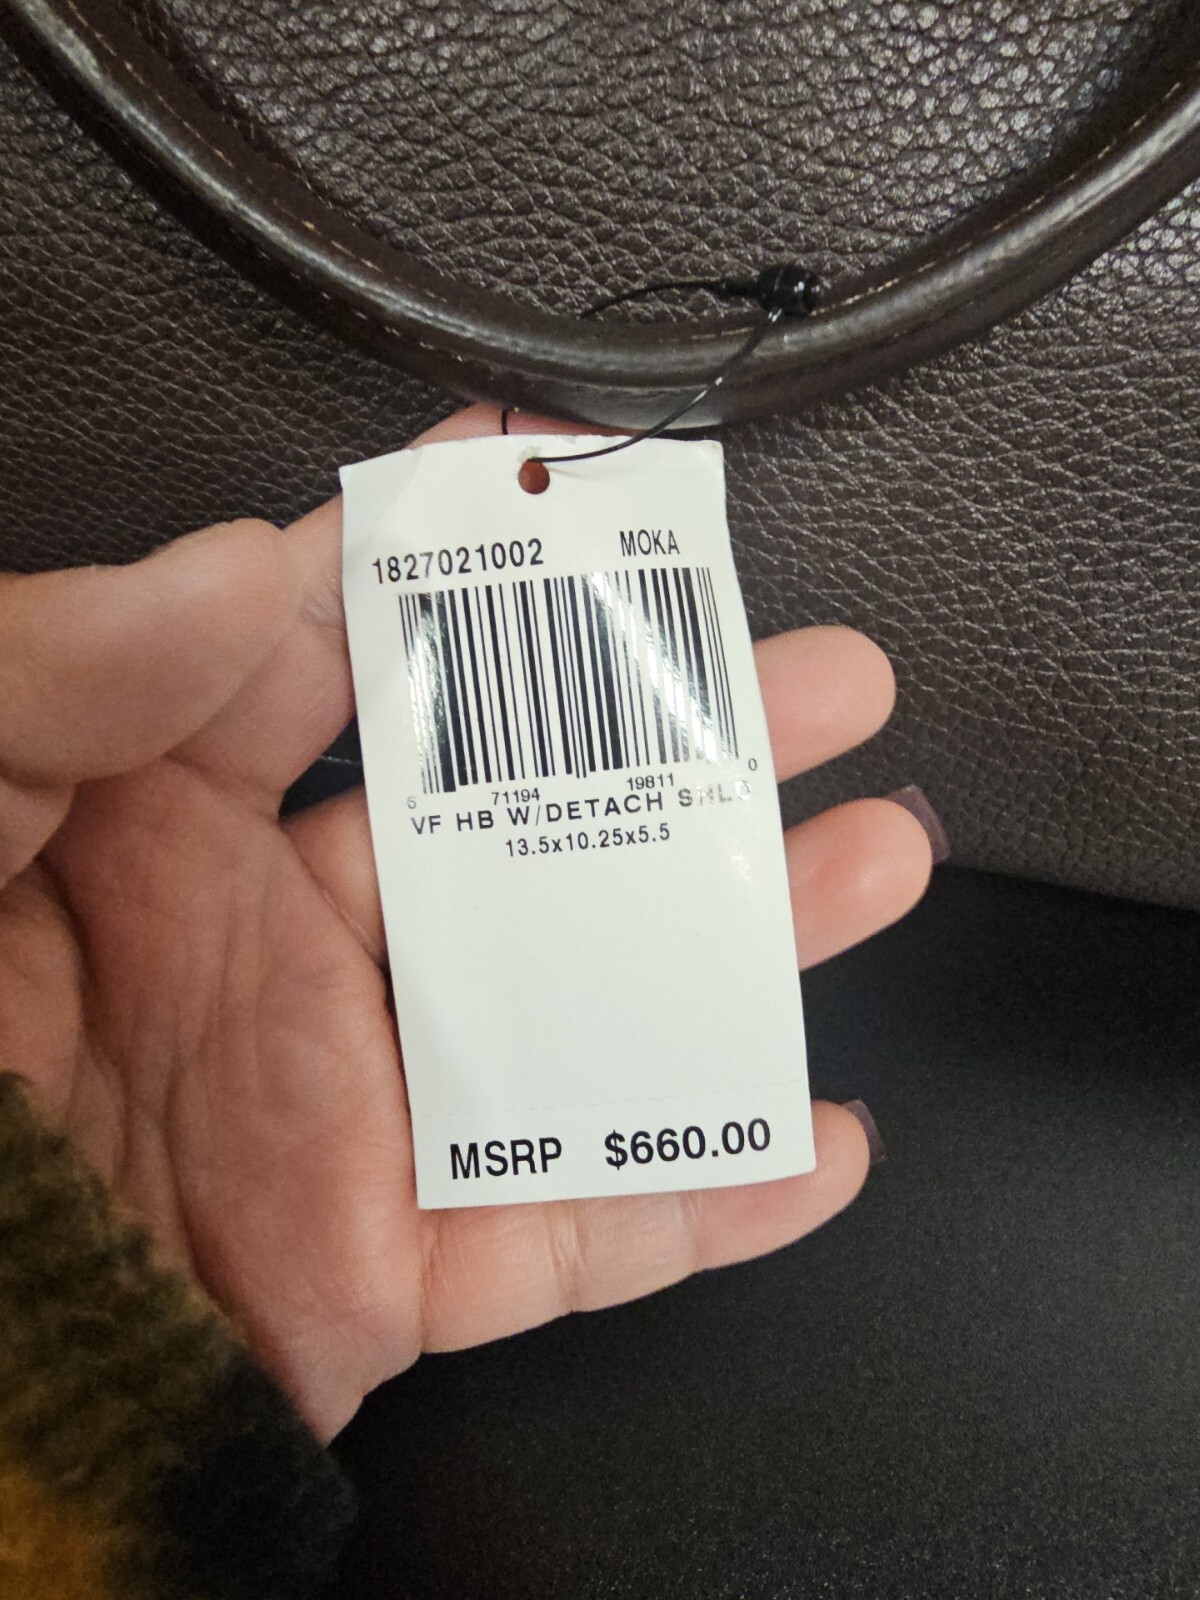 1827021002 MOKA
5 71194 19811 0
VF HB W/DETACH SHLD
13.5x10.25x5.5
MSRP $660.00